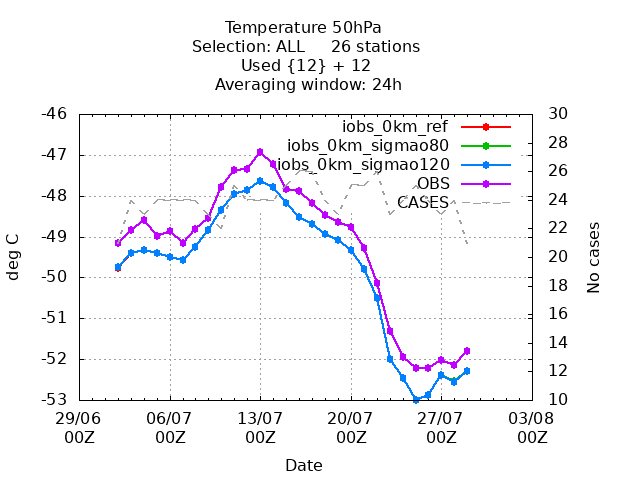 Temperature 50hPa
Selection: ALL     26 stations
Used {12} + 12
Averaging window: 24h
-46
-47
-48
-49
-50
-51
-52
-53
30
28
26
24
22
20
18
16
14
12
10
iobs_0km_ref
iobs_0km_sigmao80
iobs_0km_sigmao120
OBS
CASES
deg C
No cases
29/06 06/07 13/07 20/07 27/07 03/08
00Z 00Z 00Z 00Z 00Z 00Z
Date